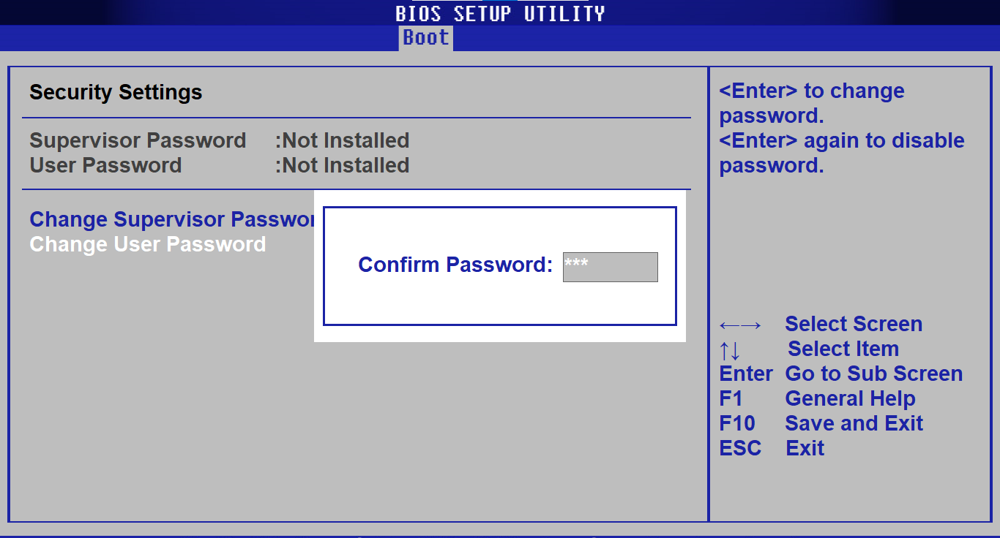 BIOS SETUP UTILITY
Boot
Security Settings
Supervisor Password :Not Installed
User Password :Not Installed
Change Supervisor
Change User Password
Confirm Password: ***
<Enter> to change
password.
<Enter> again to disable
password.
←→ Select Screen
↑↓ Select Item
Enter Go to Sub Screen
F1 General Help
F10 Save and Exit
ESC Exit